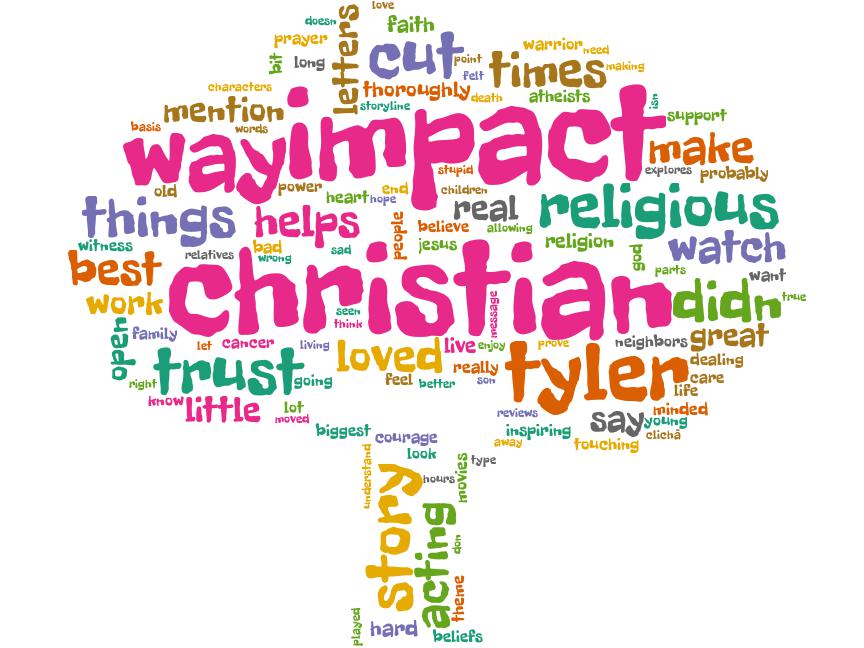 love
doesn
letters
faith
prayer
cut
warrior
need
bit
long
point
times
making
felt
characters
thoroughly
death
atheists
isn
mention
storyline
support
basis
words
way
impact
make
stupid
explores
probably
old
power
heart
hope
end
children
real
religious
things
helps
people
believe
allowing
jesus
religion
god
watch
witness
relatives
bad
wrong
sad
best
parts
want
work
christian
message
didn
true
seen
think
open
family
let
cancer
living
loved
live
enjoy
prove
neighbors
great
trust
going
feel
better
really
son
tyler
dealing
care
life
right
know
little
lot
moved
reviews
say
minded
young
clichã
biggest
courage
inspiring
away
touching
look
understand
story
hours
movies
type
acting
don
theme
played
hard
beliefs